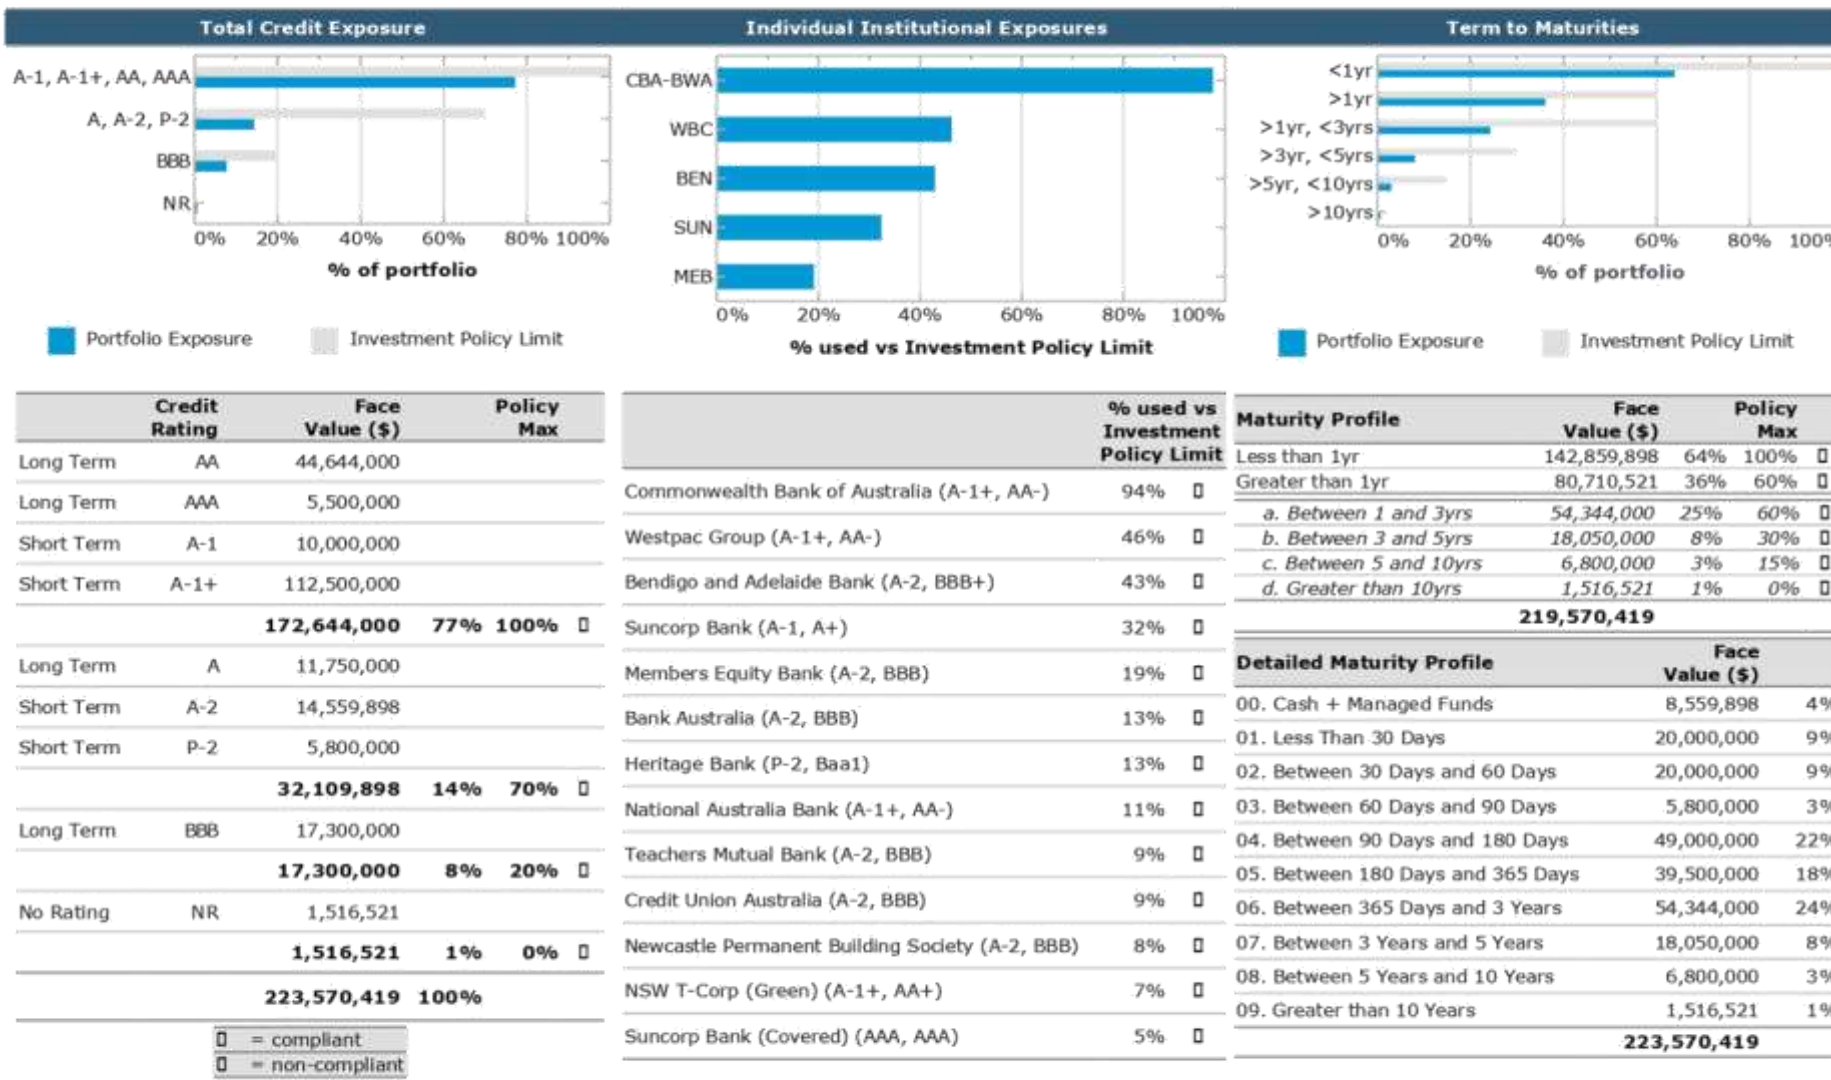 Total Credit Exposure
A-1, A-1+, AA, AAA
A, A-2, P-2
BBB
NR
0% 20% 40% 60% 80% 100%
% of portfolio
Portfolio Exposure Investment Policy Limit
Individual Institutional Exposures
CBA-BWA
WBC
BEN
SUN
MEB
0% 20% 40% 60% 80% 100%
% used vs Investment Policy Limit
Term to Maturities
<1yr
>1yr
>1yr, <3yrs
>3yr, <5yrs
>5yr, <10yrs
>10yrs
0% 20% 40% 60% 80% 100%
% of portfolio
Portfolio Exposure Investment Policy Limit
Credit Face Policy
Rating Value ($) Max
Long Term AA 44,644,000
Long Term AAA 5,500,000
Short Term A-1 10,000,000
Short Term A-1+ 112,500,000
172,644,000 77% 100% ▯
Long Term A 11,750,000
Short Term A-2 14,559,898
Short Term P-2 5,800,000
32,109,898 14% 70% ▯
Long Term BBB 17,300,000
17,300,000 8% 20% ▯
No Rating NR 1,516,521
1,516,521 1% 0% ▯
223,570,419 100%
▯ = compliant
▯ = non-compliant
% used vs
Investment
Policy Limit
Commonwealth Bank of Australia (A-1+, AA-) 94% ▯
Westpac Group (A-1+, AA-) 46% ▯
Bendigo and Adelaide Bank (A-2, BBB+) 43% ▯
Suncorp Bank (A-1, A+) 32% ▯
Members Equity Bank (A-2, BBB) 19% ▯
Bank Australia (A-2, BBB) 13% ▯
Heritage Bank (P-2, Baa1) 13% ▯
National Australia Bank (A-1+, AA-) 11% ▯
Teachers Mutual Bank (A-2, BBB) 9% ▯
Credit Union Australia (A-2, BBB) 9% ▯
Newcastle Permanent Building Society (A-2, BBB) 8% ▯
NSW T-Corp (Green) (A-1+, AA+) 7% ▯
Suncorp Bank (Covered) (AAA, AAA) 5% ▯
Maturity Profile Face Policy
Value ($) Max
Less than 1yr 142,859,898 64% 100% ▯
Greater than 1yr 80,710,521 36% 60% ▯
a. Between 1 and 3yrs 54,344,000 25% 60% ▯
b. Between 3 and 5yrs 18,050,000 8% 30% ▯
c. Between 5 and 10yrs 6,800,000 3% 15% ▯
d. Greater than 10yrs 1,516,521 1% 0% ▯
219,570,419
Detailed Maturity Profile Face
Value ($)
00. Cash + Managed Funds 8,559,898 4%
01. Less Than 30 Days 20,000,000 9%
02. Between 30 Days and 60 Days 20,000,000 9%
03. Between 60 Days and 90 Days 5,800,000 3%
04. Between 90 Days and 180 Days 49,000,000 22%
05. Between 180 Days and 365 Days 39,500,000 18%
06. Between 365 Days and 3 Years 54,344,000 24%
07. Between 3 Years and 5 Years 18,050,000 8%
08. Between 5 Years and 10 Years 6,800,000 3%
09. Greater than 10 Years 1,516,521 1%
223,570,419